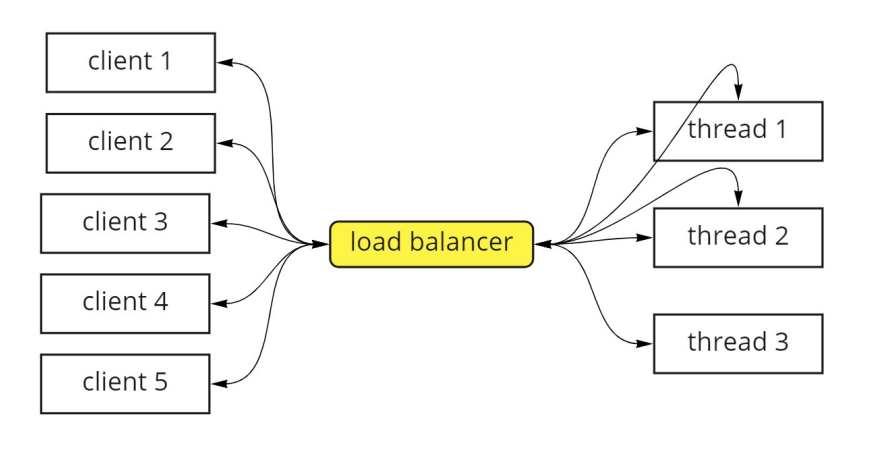 client 1
client 2
client 3
client 4
client 5
load balancer
thread 1
thread 2
thread 3